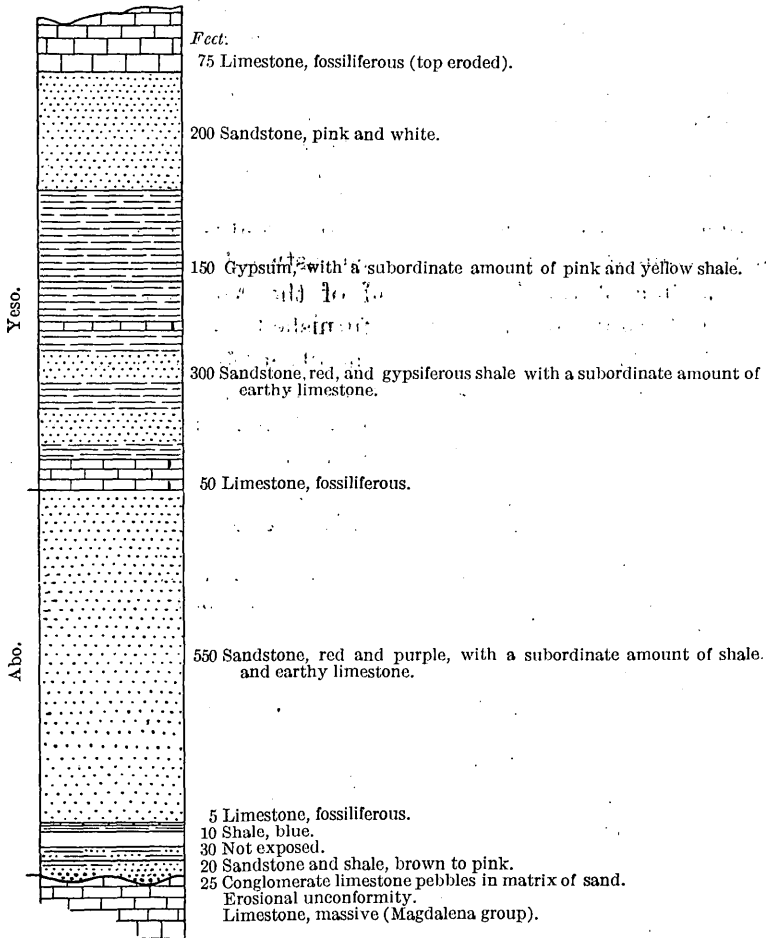 Feet.
75 Limestone, fossiliferous (top eroded).
200 Sandstone, pink and white.
150 Gypsum, with a subordinate amount of pink and yellow shale.
300 Sandstone, red, and gypsiferous shale with a subordinate amount of
earthy limestone.
50 Limestone, fossiliferous.
Yeso.
550 Sandstone, red and purple, with a subordinate amount of shale
and earthy limestone.
5 Limestone, fossiliferous.
10 Shale, blue.
30 Not exposed.
20 Sandstone and shale, brown to pink.
25 Conglomerate limestone pebbles in matrix of sand.
Abo.
Erosional unconformity.
Limestone, massive (Magdalena group).